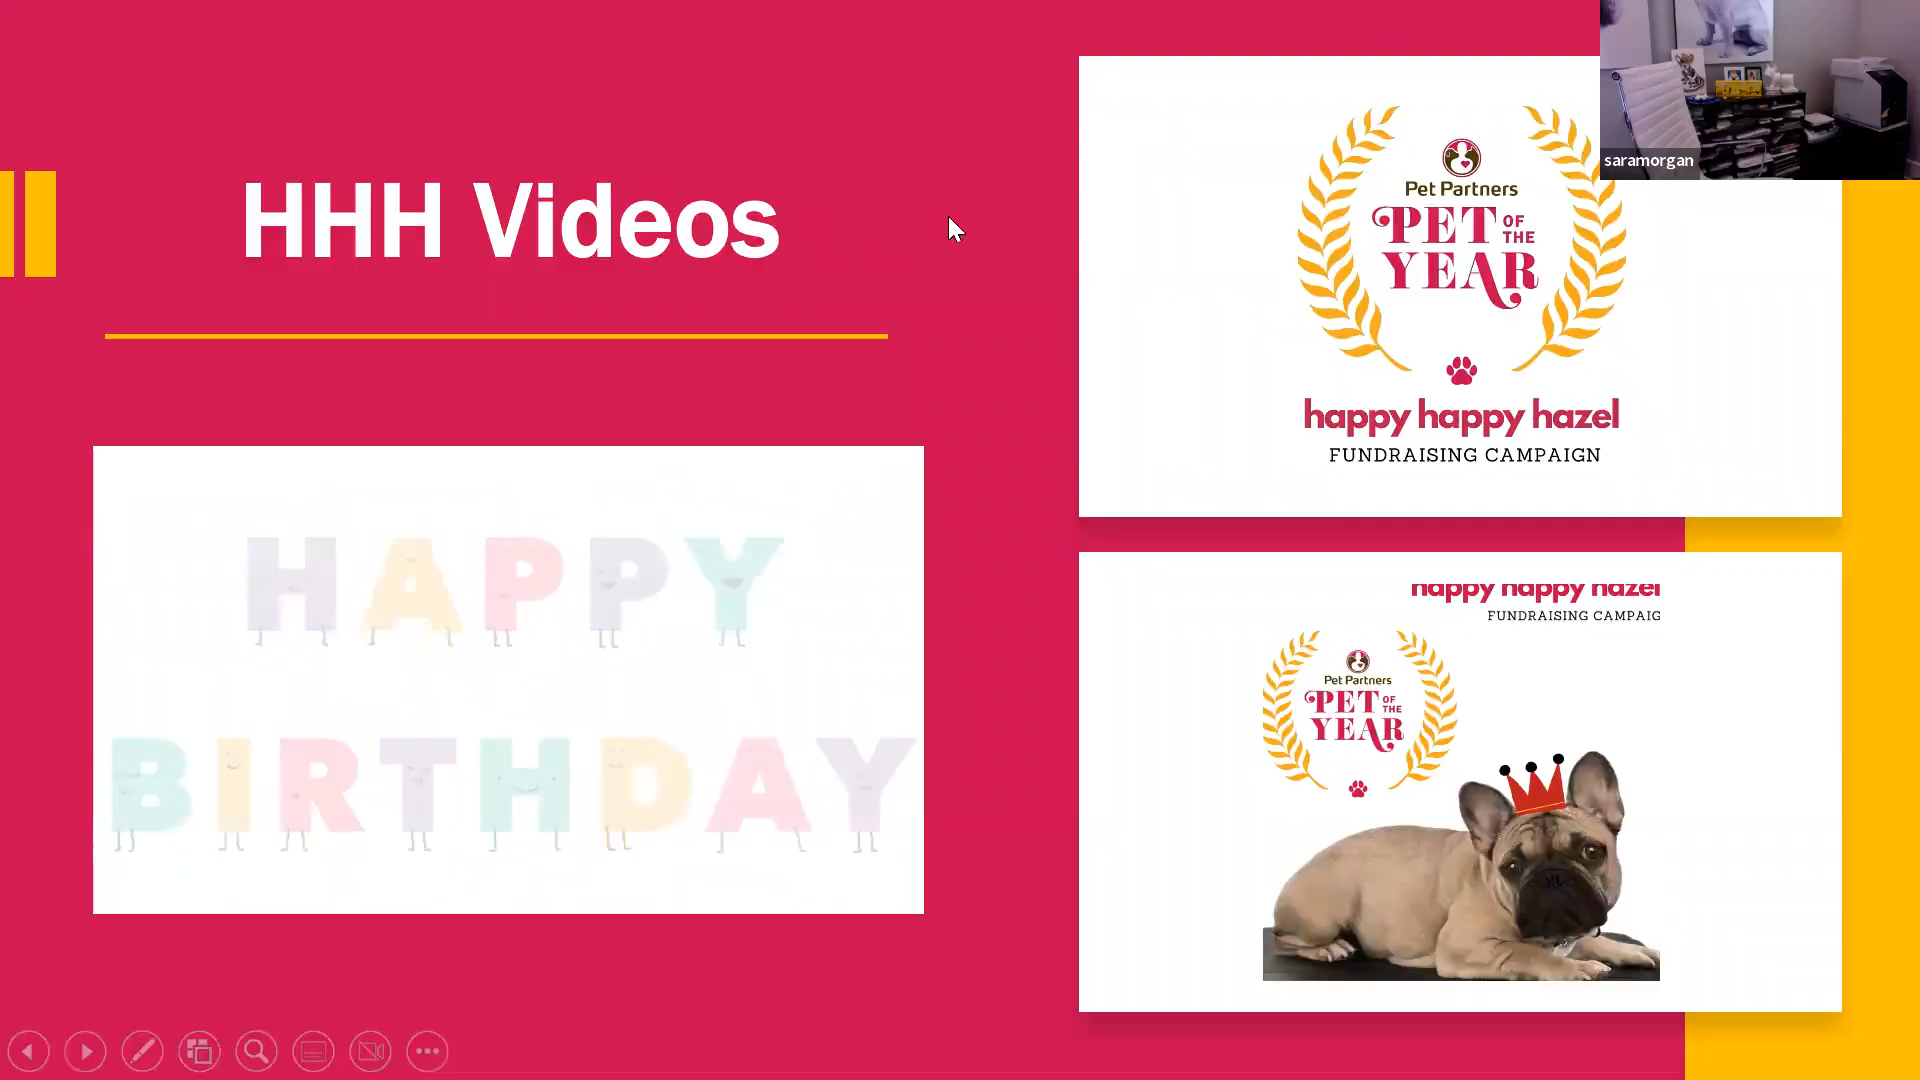 HHH Videos
HAPPY
BIRTHDAY
Pet Partners
PET OF THE
YEAR
happy happy hazel
FUNDRAISING CAMPAIGN
saramorgan
happy happy hazel
FUNDRAISING CAMPAIG
Pet Partners
PET OF THE
YEAR